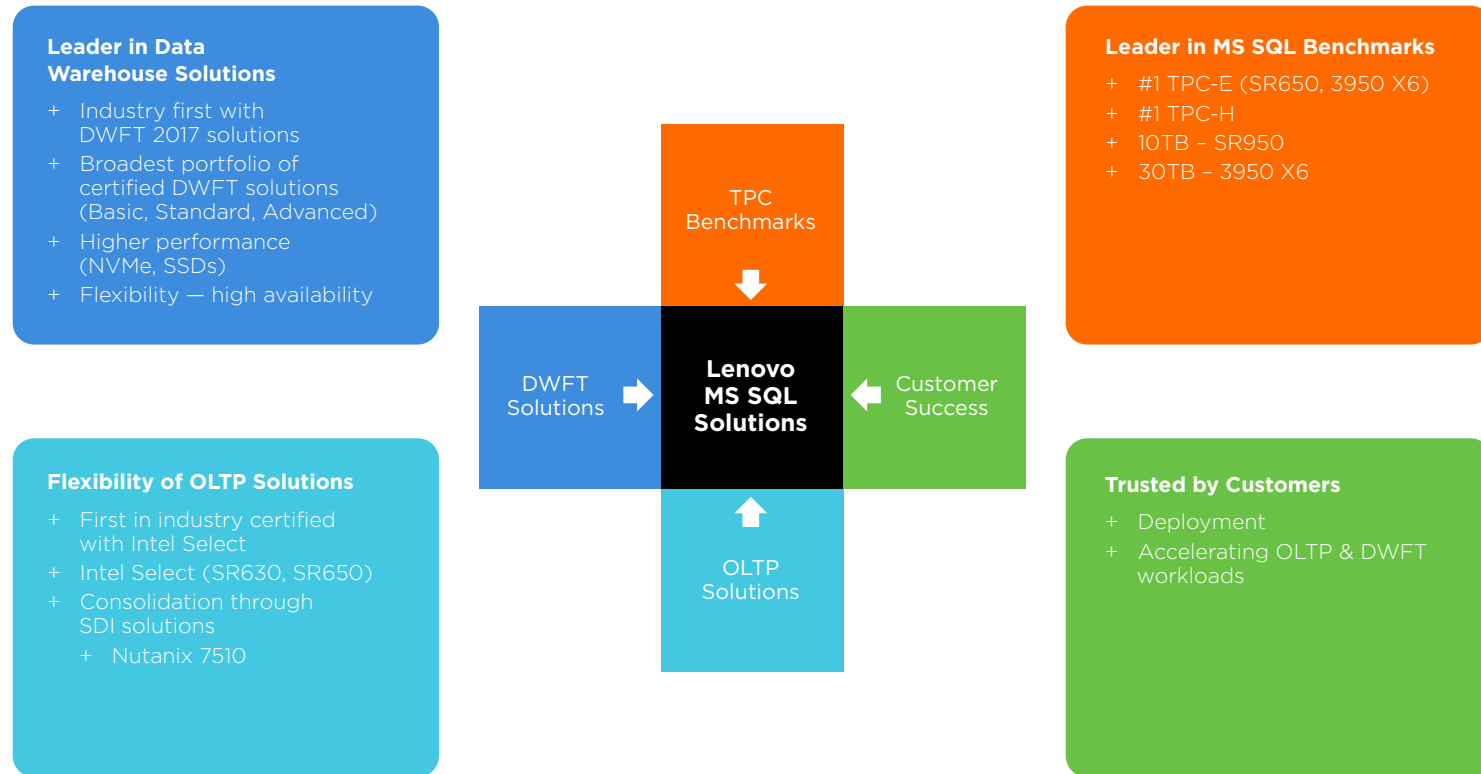 Leader in Data
Warehouse Solutions
+ Industry first with
DWFT 2017 solutions
+ Broadest portfolio of
certified DWFT solutions
(Basic, Standard, Advanced)
+ Higher performance
(NVMe, SSDs)
+ Flexibility — high availability
Leader in MS SQL Benchmarks
+ #1 TPC-E (SR650, 3950 X6)
+ #1 TPC-H
+ 10TB – SR950
+ 30TB – 3950 X6
TPC
Benchmarks
DWFT
Solutions
Lenovo
MS SQL
Solutions
Customer
Success
OLTP
Solutions
Flexibility of OLTP Solutions
+ First in industry certified
with Intel Select
+ Intel Select (SR630, SR650)
+ Consolidation through
SDI solutions
+ Nutanix 7510
Trusted by Customers
+ Deployment
+ Accelerating OLTP & DWFT
workloads